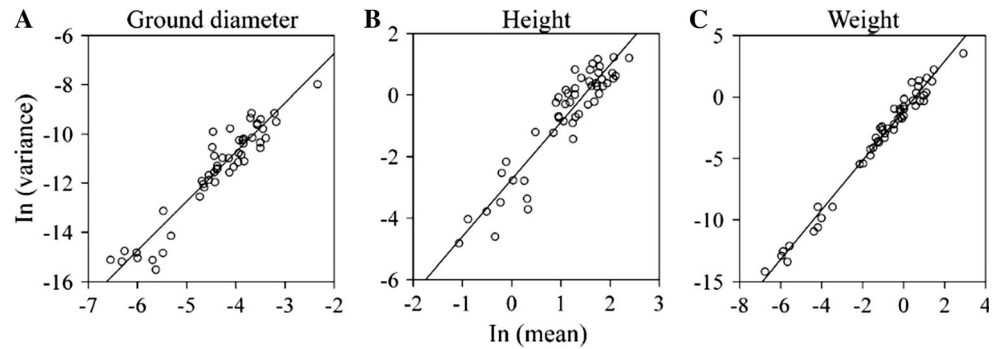 A Ground diameter
B Height
C Weight
ln (variance)
-6
-8
-10
-12
-14
-16
-7 -6 -5 -4 -3 -2
2
0
-2
-4
-6
-2 -1 0 1 2 3
5
0
-5
-10
-15
-8 -6 -4 -2 0 2 4
ln (mean)